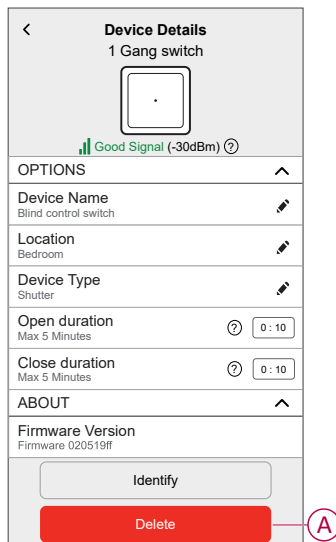 Device Details
1 Gang switch
Good Signal (-30dBm) ?
OPTIONS
Device Name
Blind control switch
Location
Bedroom
Device Type
Shutter
Open duration
Max 5 Minutes
? 0 : 10
Close duration
Max 5 Minutes
? 0 : 10
ABOUT
Firmware Version
Firmware 020519ff
Identify
Delete
A